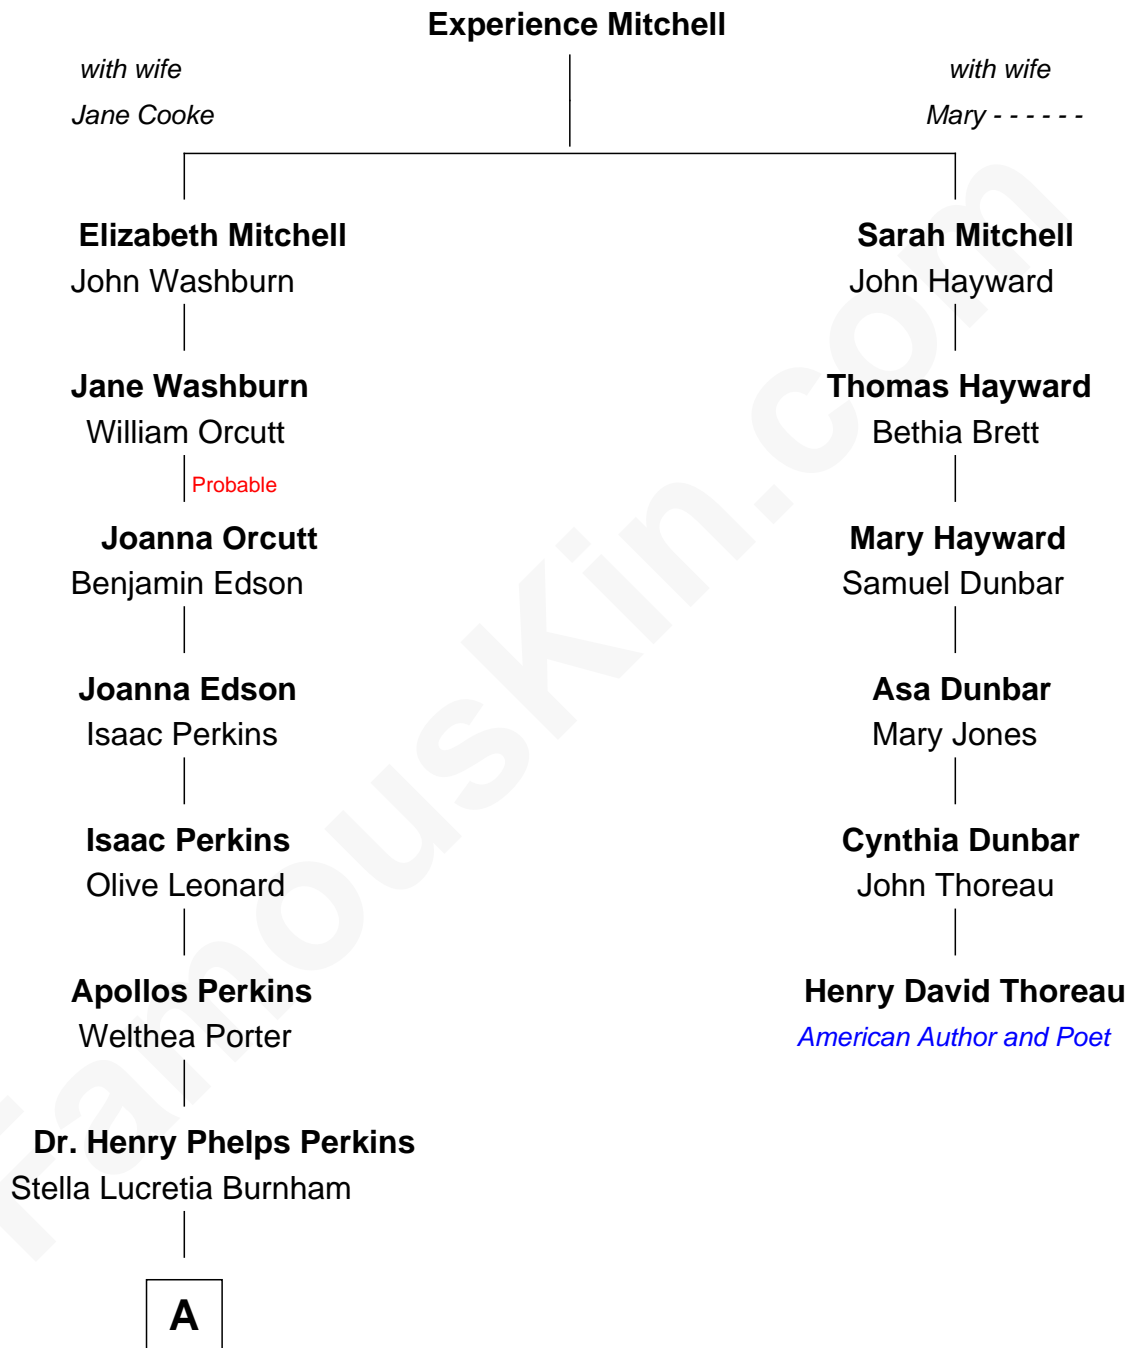 Experience Mitchell
with wife
Jane Cooke
with wife
Mary - - - - - -
Elizabeth Mitchell
John Washburn
Sarah Mitchell
John Hayward
Jane Washburn
William Orcutt
Thomas Hayward
Bethia Brett
Probable
Joanna Orcutt
Benjamin Edson
Mary Hayward
Samuel Dunbar
Joanna Edson
Isaac Perkins
Asa Dunbar
Mary Jones
Isaac Perkins
Olive Leonard
Cynthia Dunbar
John Thoreau
Apollos Perkins
Welthea Porter
Henry David Thoreau
American Author and Poet
Dr. Henry Phelps Perkins
Stella Lucretia Burnham
A
FamousKin.com